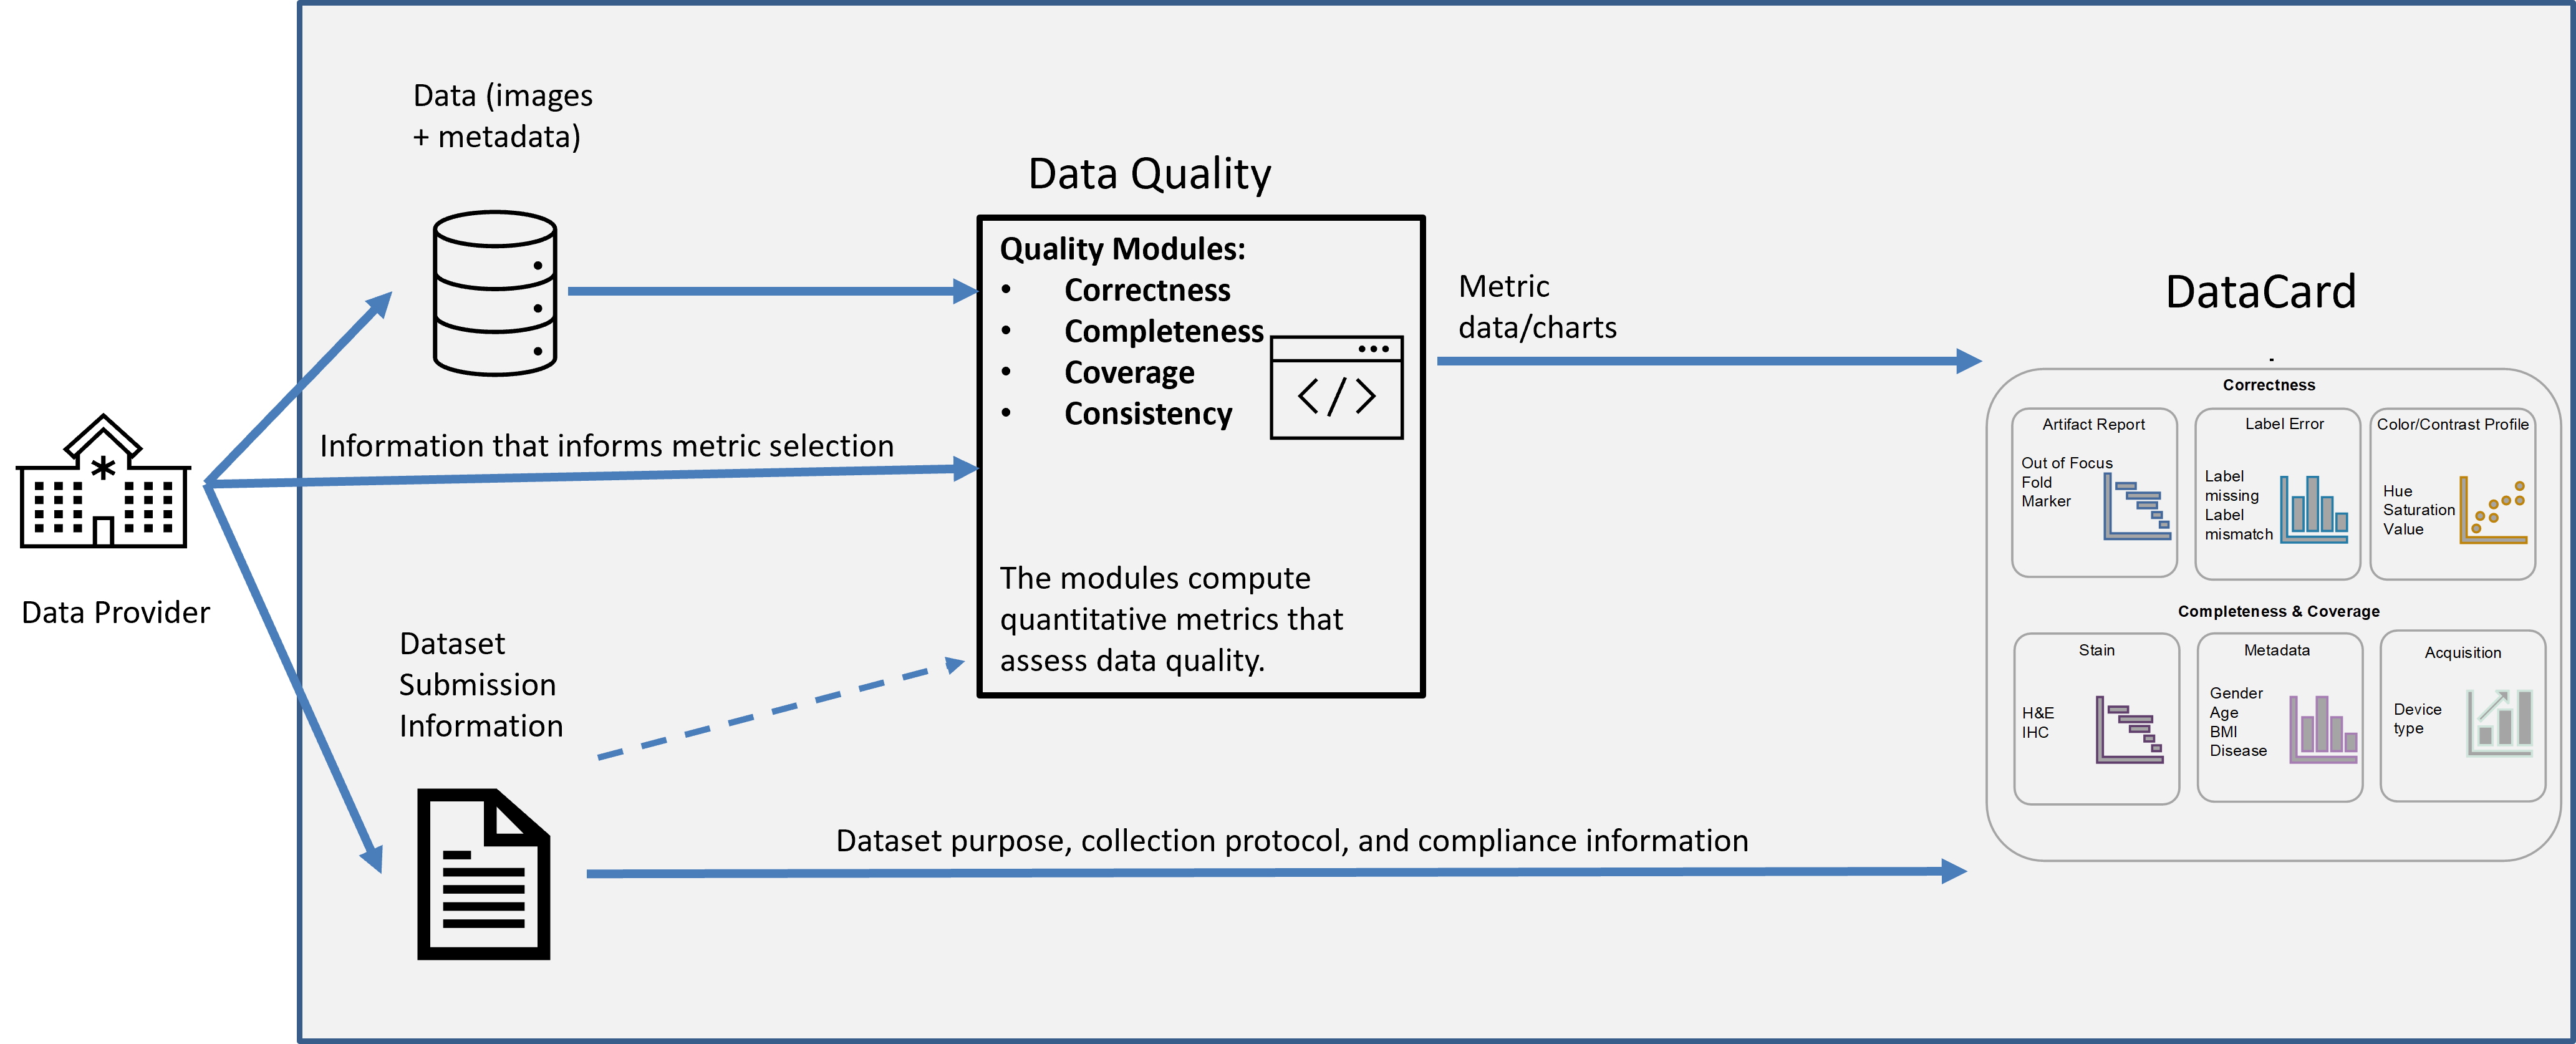 Data (images
+ metadata)
Data Provider
Information that informs metric selection
Dataset
Submission
Information
Data Quality
Quality Modules:
• Correctness
• Completeness
• Coverage
• Consistency
</>
The modules compute
quantitative metrics that
assess data quality.
Metric
data/charts
Dataset purpose, collection protocol, and compliance information
DataCard
.
Correctness
Artifact Report
Out of Focus
Fold
Marker
Label Error
Label
missing
Label
mismatch
Color/Contrast Profile
Hue
Saturation
Value
Completeness & Coverage
Stain
H&E
IHC
Metadata
Gender
Age
BMI
Disease
Acquisition
Device
type